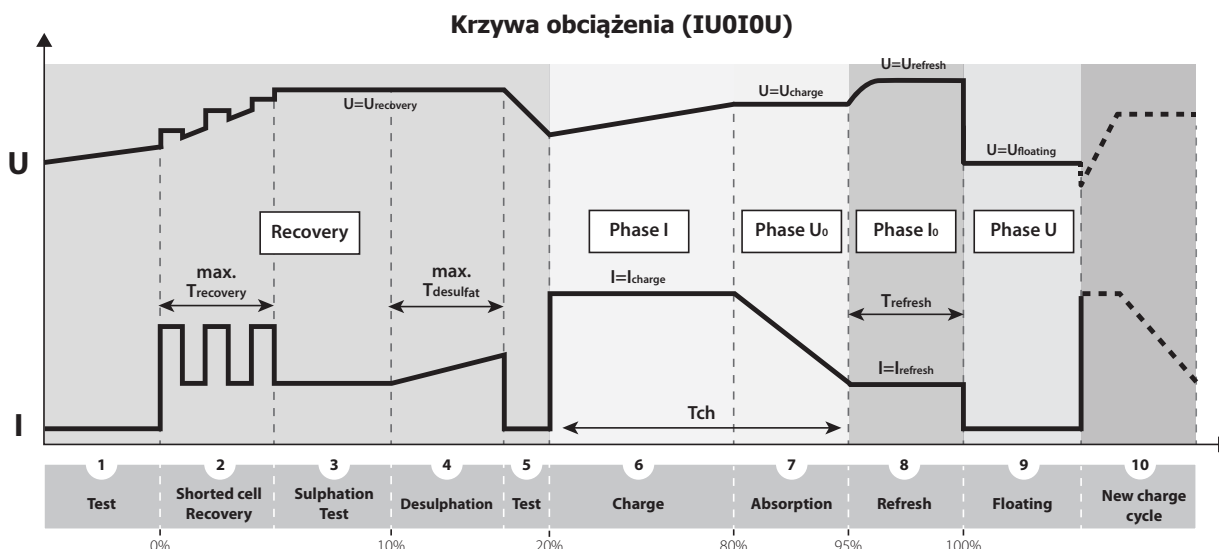 Krzywa obciążenia (IU0I0U)
U=Urefresh
U=Urecovery
U=Ucharge
U=Ufloating
U
Recovery
Phase I
Phase U0
Phase I0
Phase U
max.
Trecovery
max.
Tdesulfat
I=Icharge
Trefresh
I=Irefresh
Tch
I
1
2
3
4
5
6
7
8
9
10
Test
Shorted cell
Recovery
Sulphation
Test
Desulphation
Test
Charge
Absorption
Refresh
Floating
New charge
cycle
0%
10%
20%
80%
95%
100%